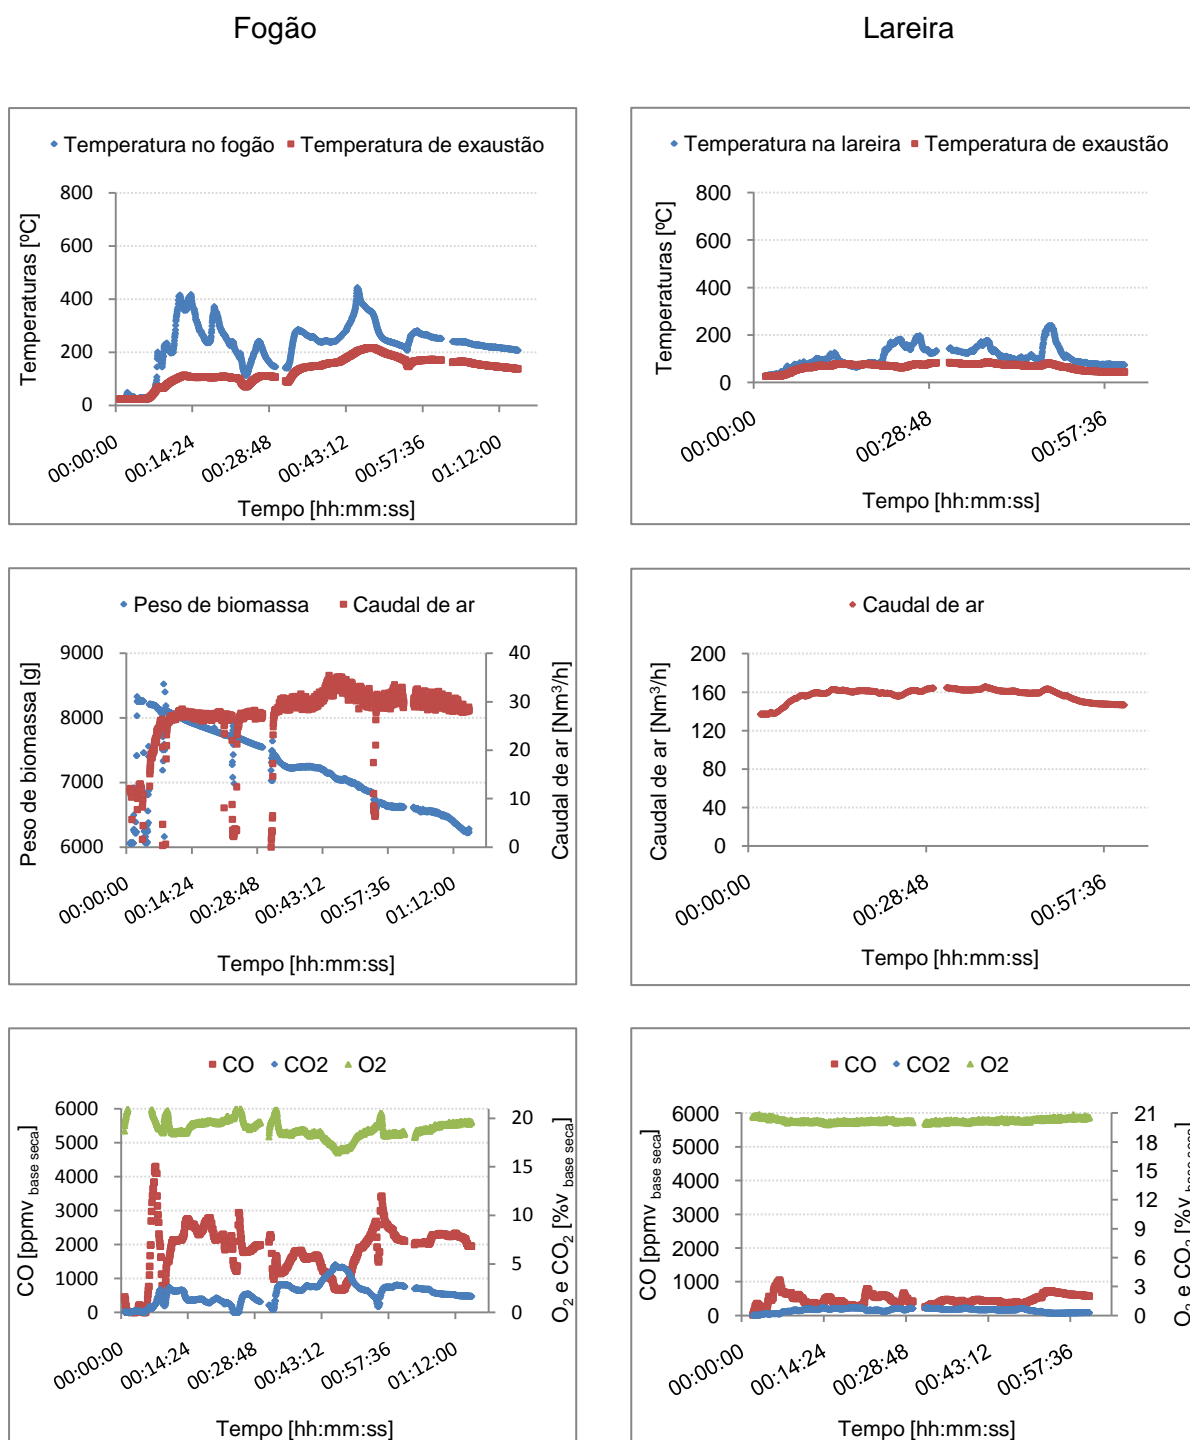 Fogão
Lareira
Temperatura no fogão Temperatura de exaustão
Temperaturas [ºC]
800
600
400
200
0
00:00:00 00:14:24 00:28:48 00:43:12 00:57:36 01:12:00
Tempo [hh:mm:ss]
Temperatura na lareira Temperatura de exaustão
Temperaturas [ºC]
800
600
400
200
0
00:00:00 00:28:48 00:57:36
Tempo [hh:mm:ss]
Peso de biomassa Caudal de ar
Peso de biomassa [g]
9000
8000
7000
6000
40
30
20
10
0
Caudal de ar [Nm³/h]
00:00:00 00:14:24 00:28:48 00:43:12 00:57:36 01:12:00
Tempo [hh:mm:ss]
Caudal de ar
Caudal de ar [Nm³/h]
200
160
120
80
40
0
00:00:00 00:28:48 00:57:36
Tempo [hh:mm:ss]
CO CO2 O2
CO [ppmv base seca]
6000
5000
4000
3000
2000
1000
0
20
15
10
5
0
O₂ e CO₂ [%v base seca]
00:00:00 00:14:24 00:28:48 00:43:12 00:57:36 01:12:00
Tempo [hh:mm:ss]
CO CO2 O2
CO [ppmv base seca]
6000
5000
4000
3000
2000
1000
0
21
18
15
12
9
6
3
0
O₂ e CO₂ [%v base seca]
00:00:00 00:14:24 00:28:48 00:43:12 00:57:36
Tempo [hh:mm:ss]